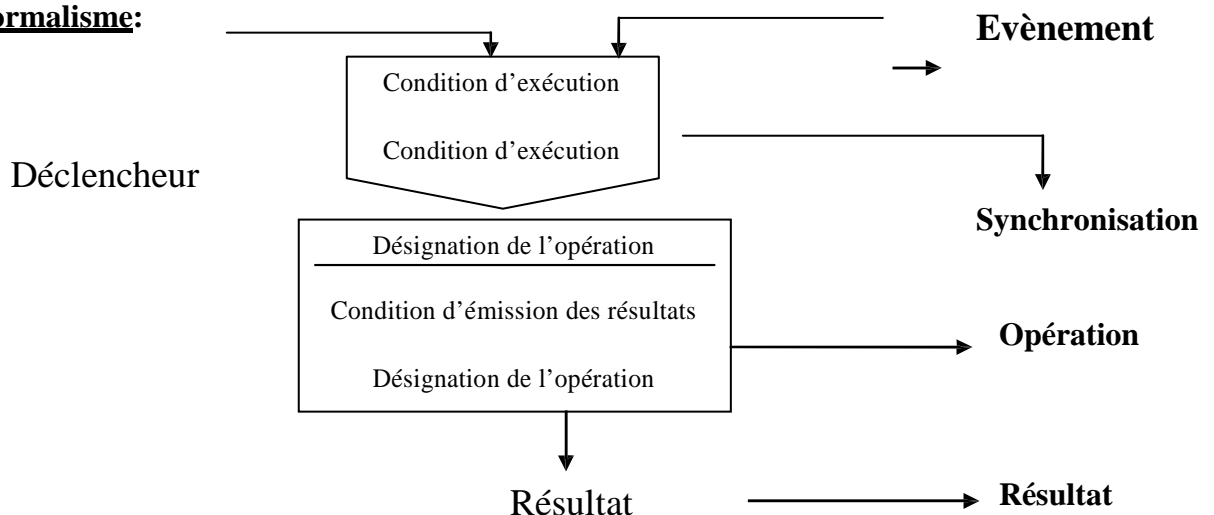 ormalisme:
Evènement
Condition d’exécution
Condition d’exécution
Déclencheur
Synchronisation
Désignation de l’opération
Condition d’émission des résultats
Opération
Désignation de l’opération
Résultat
Résultat